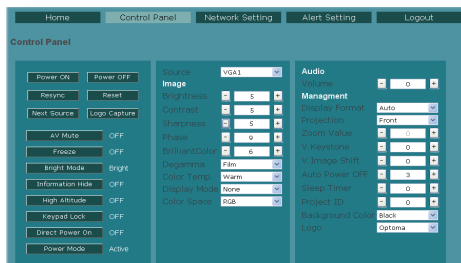 Home Control Panel Network Setting Alert Setting Logout
Control Panel
Power ON Power OFF
Resync Reset
Next Source Logo Capture
AV Mute OFF
Freeze OFF
Bright Mode Bright
Information Hide OFF
High Altitude OFF
Keypad Lock OFF
Direct Power On OFF
Power Mode Active
Source VGA1
Image
Brightness - 5 +
Contrast - 5 +
Sharpness - 5 +
Phase - 9 +
BrilliantColor - 6 +
Degamma Film
Color Temp. Warm
Display Mode None
Color Space RGB
Audio
Volume - 0 +
Managment
Display Format Auto
Projection Front
Zoom Value - 0 +
V.Keystone - 0 +
V.Image Shift - 0 +
Auto Power OFF - 3 +
Sleep Timer - 0 +
Project ID - 0 +
Background Color Black
Logo Optoma